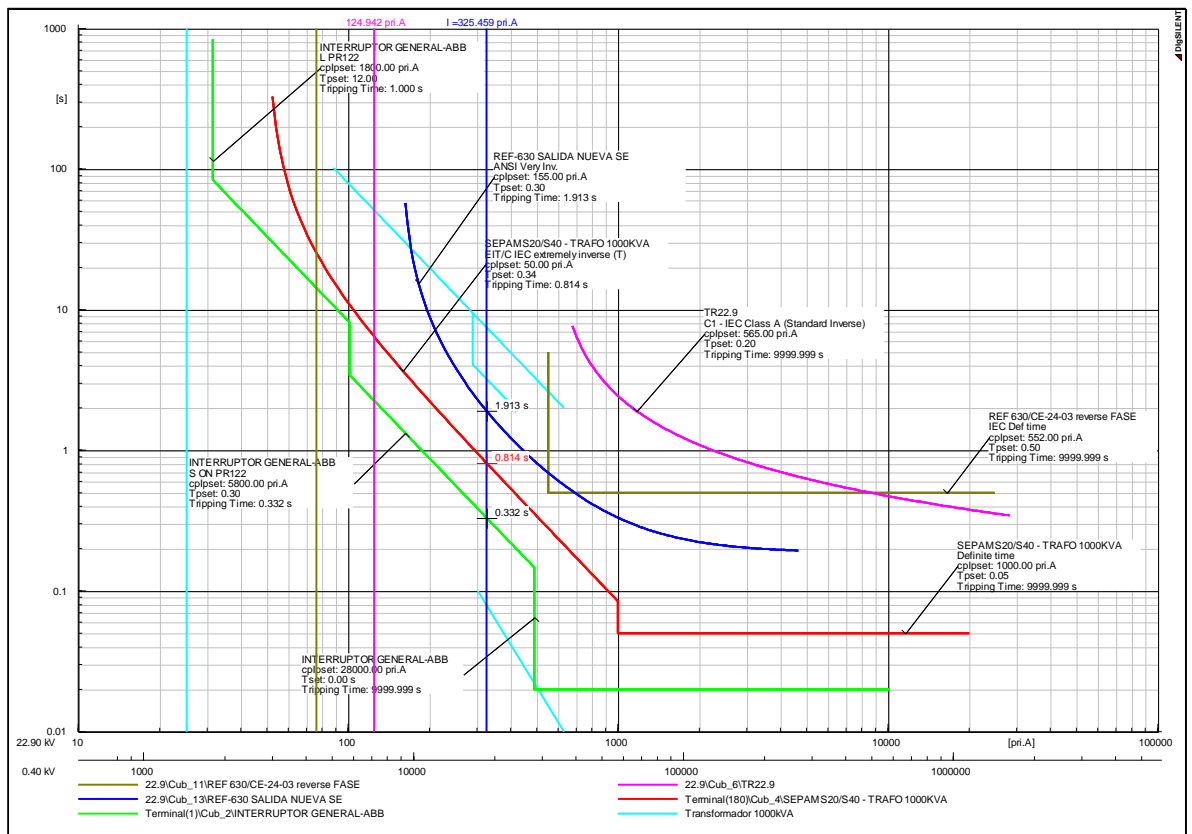 124.942 pri.A
I =325.459 pri.A
DIgSILENT
1000
[s]
100
10
1
0.1
0.01
INTERRUPTOR GENERAL-ABB
L PR122
cpIpset: 1800.00 pri.A
Tpset: 12.00
Tripping Time: 1.000 s
REF-630 SALIDA NUEVA SE
ANSI Very Inv.
cpIpset: 155.00 pri.A
Tpset: 0.30
Tripping Time: 1.913 s
SEPAMS20/S40 - TRAFO 1000KVA
EIT/C IEC extremely inverse (T)
cpIpset: 50.00 pri.A
Tpset: 0.34
Tripping Time: 0.814 s
TR22.9
C1 - IEC Class A (Standard Inverse)
cpIpset: 565.00 pri.A
Tpset: 0.20
Tripping Time: 9999.999 s
1.913 s
REF 630/CE-24-03 reverse FASE
IEC Def time
cpIpset: 552.00 pri.A
Tpset: 0.50
Tripping Time: 9999.999 s
0.814 s
INTERRUPTOR GENERAL-ABB
S ON PR122
cpIpset: 5800.00 pri.A
Tpset: 0.30
Tripping Time: 0.332 s
0.332 s
SEPAMS20/S40 - TRAFO 1000KVA
Definite time
cpIpset: 1000.00 pri.A
Tpset: 0.05
Tripping Time: 9999.999 s
INTERRUPTOR GENERAL-ABB
cpIpset: 28000.00 pri.A
Tset: 0.00 s
Tripping Time: 9999.999 s
22.90 kV 10 100 1000 10000 [pri.A] 100000
0.40 kV 1000 10000 100000 1000000
22.9\Cub_11\REF 630/CE-24-03 reverse FASE
22.9\Cub_6\TR22.9
22.9\Cub_13\REF-630 SALIDA NUEVA SE
Terminal(180)\Cub_4\SEPAMS20/S40 - TRAFO 1000KVA
Terminal(1)\Cub_2\INTERRUPTOR GENERAL-ABB
Transformador 1000kVA